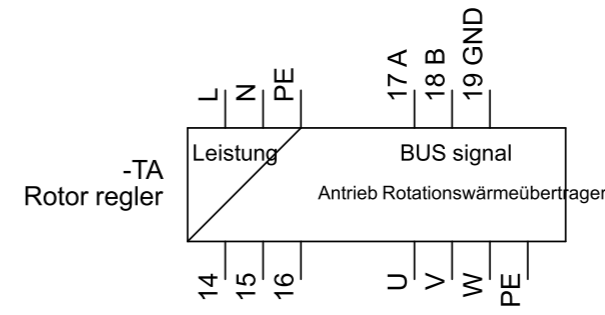 L
N
PE
17 A
18 B
19 GND
Leistung
BUS signal
-TA
Rotor regler
Antrieb Rotationswärmeübertrager
14
15
16
U
V
W
PE